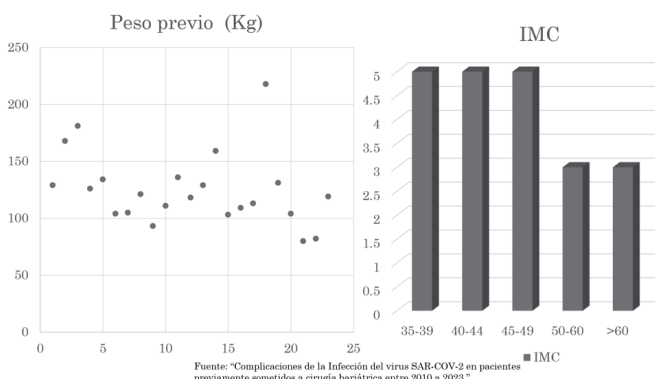 Peso previo (Kg)
IMC
250
200
150
100
50
0
0 5 10 15 20 25
5
4.5
4
3.5
3
2.5
2
1.5
1
0.5
0
35-39 40-44 45-49 50-60 >60
IMC
Fuente: “Complicaciones de la Infección del virus SAR-COV-2 en pacientes
previamente sometidos a cirugía bariátrica entre 2010 a 2023.”